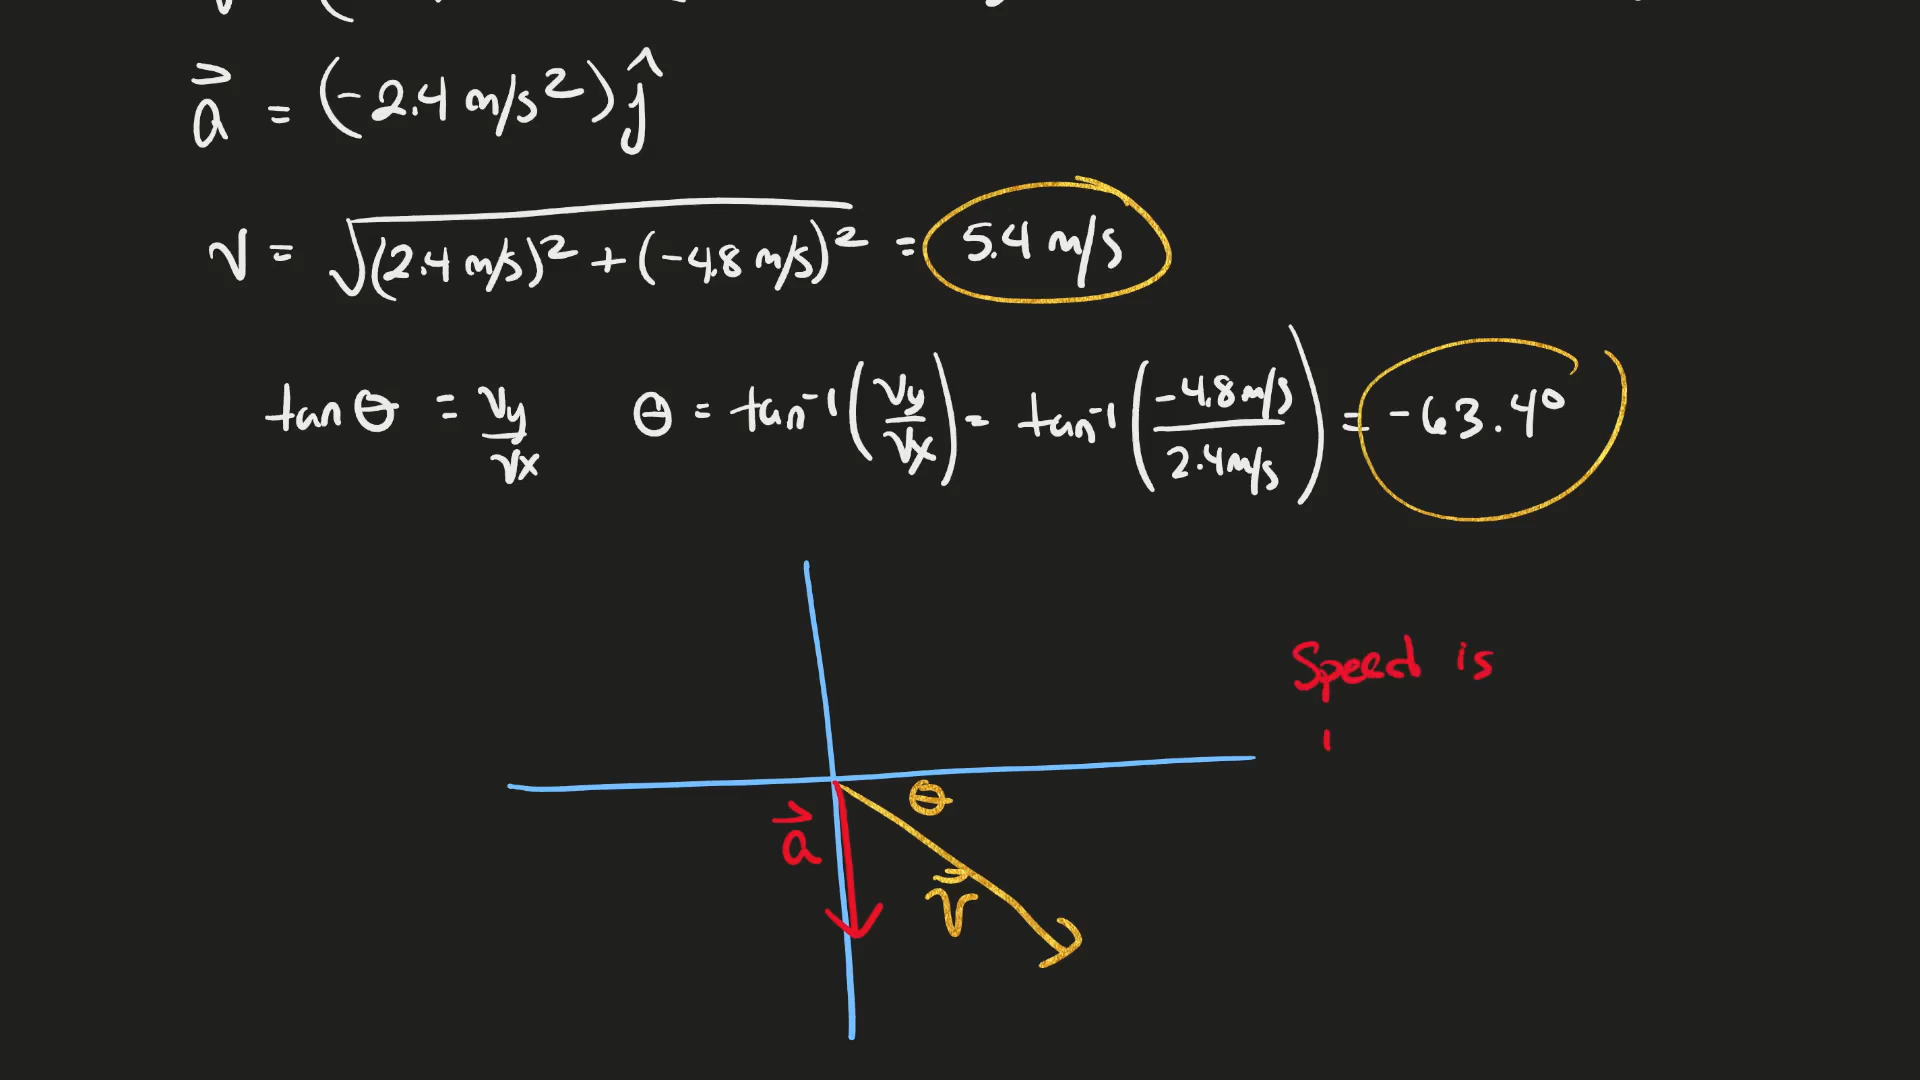 a⃗ = (-2.4 m/s²) ĵ
v = √((2.4 m/s)² + (-4.8 m/s)²) = 5.4 m/s
tan θ = vy/vx θ = tan⁻¹(vy/vx) = tan⁻¹(-4.8 m/s / 2.4 m/s) = -63.4°
Speed is
θ
a⃗
v⃗